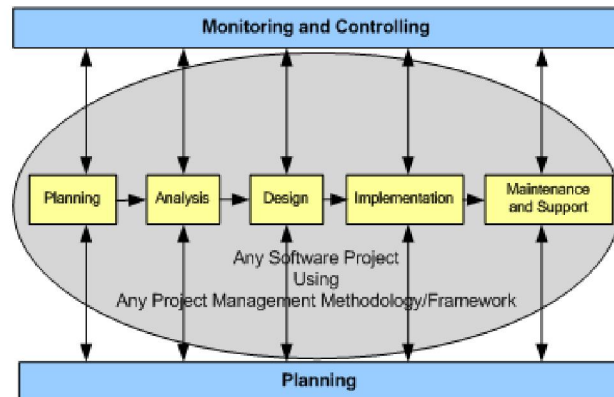 Monitoring and Controlling
Planning
Analysis
Design
Implementation
Maintenance
and Support
Any Software Project
Using
Any Project Management Methodology/Framework
Planning